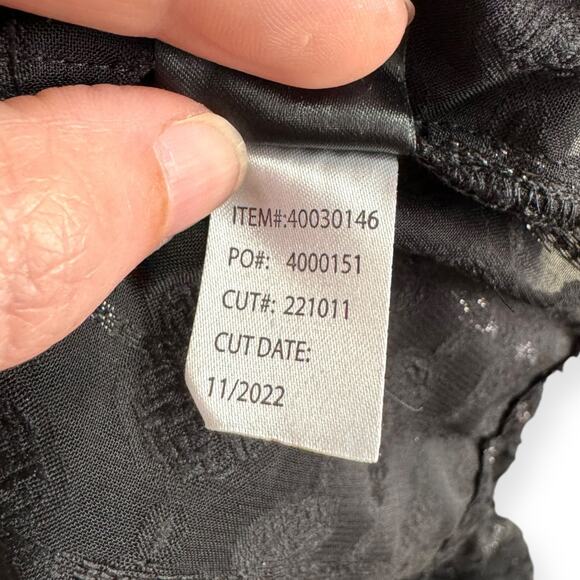 ITEM#:40030146
PO#: 4000151
CUT#: 221011
CUT DATE:
11/2022